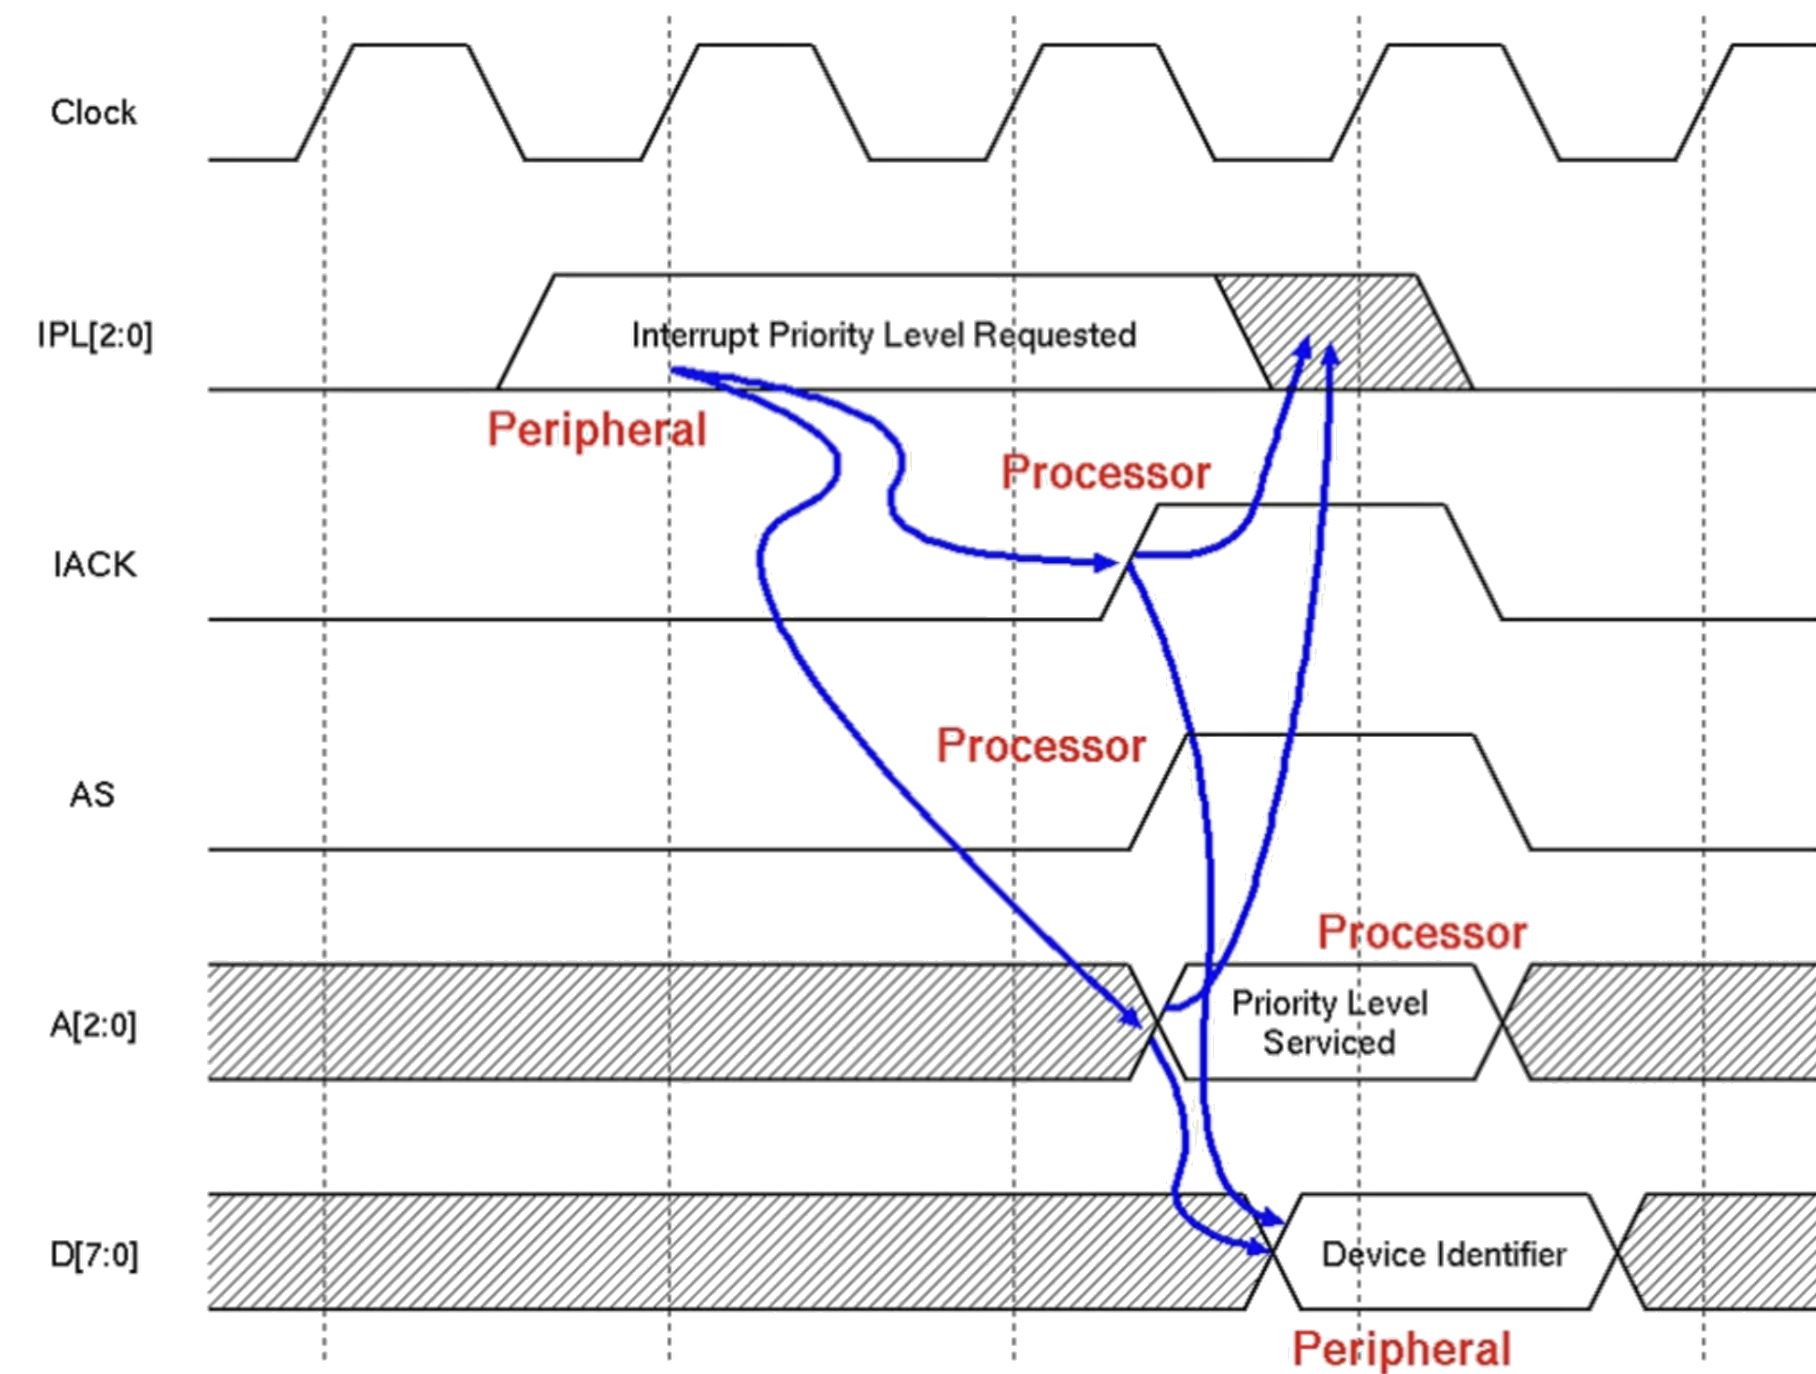 Clock
IPL[2:0]
Interrupt Priority Level Requested
Peripheral
Processor
IACK
Processor
AS
Processor
A[2:0]
Priority Level
Serviced
D[7:0]
Device Identifier
Peripheral